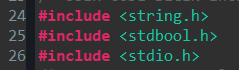 24 #include <string.h>
25 #include <stdbool.h>
26 #include <stdio.h>